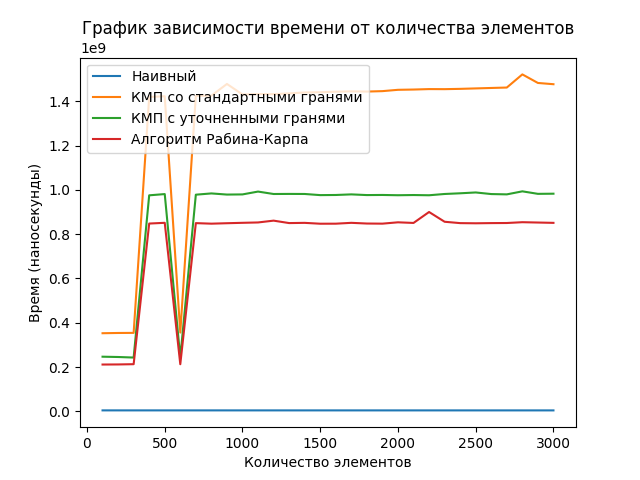 График зависимости времени от количества элементов
1e9
Наивный
КМП со стандартными гранями
КМП с уточненными гранями
Алгоритм Рабина-Карпа
1.4
1.2
1.0
0.8
0.6
0.4
0.2
0.0
Время (наносекунды)
0 500 1000 1500 2000 2500 3000
Количество элементов